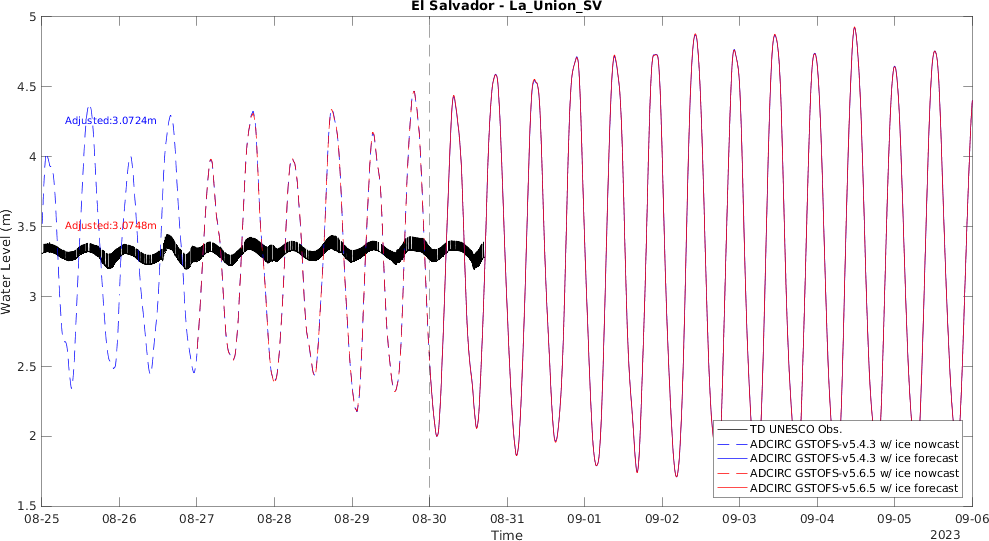 El Salvador - La_Union_SV
5
4.5
Adjusted:3.0724m
4
3.5
Adjusted:3.0748m
Water Level (m)
3
2.5
2
1.5
TD UNESCO Obs.
ADCIRC GSTOFS-v5.4.3 w/ ice nowcast
ADCIRC GSTOFS-v5.4.3 w/ ice forecast
ADCIRC GSTOFS-v5.6.5 w/ ice nowcast
ADCIRC GSTOFS-v5.6.5 w/ ice forecast
08-25 08-26 08-27 08-28 08-29 08-30 08-31 09-01 09-02 09-03 09-04 09-05 09-06
Time
2023